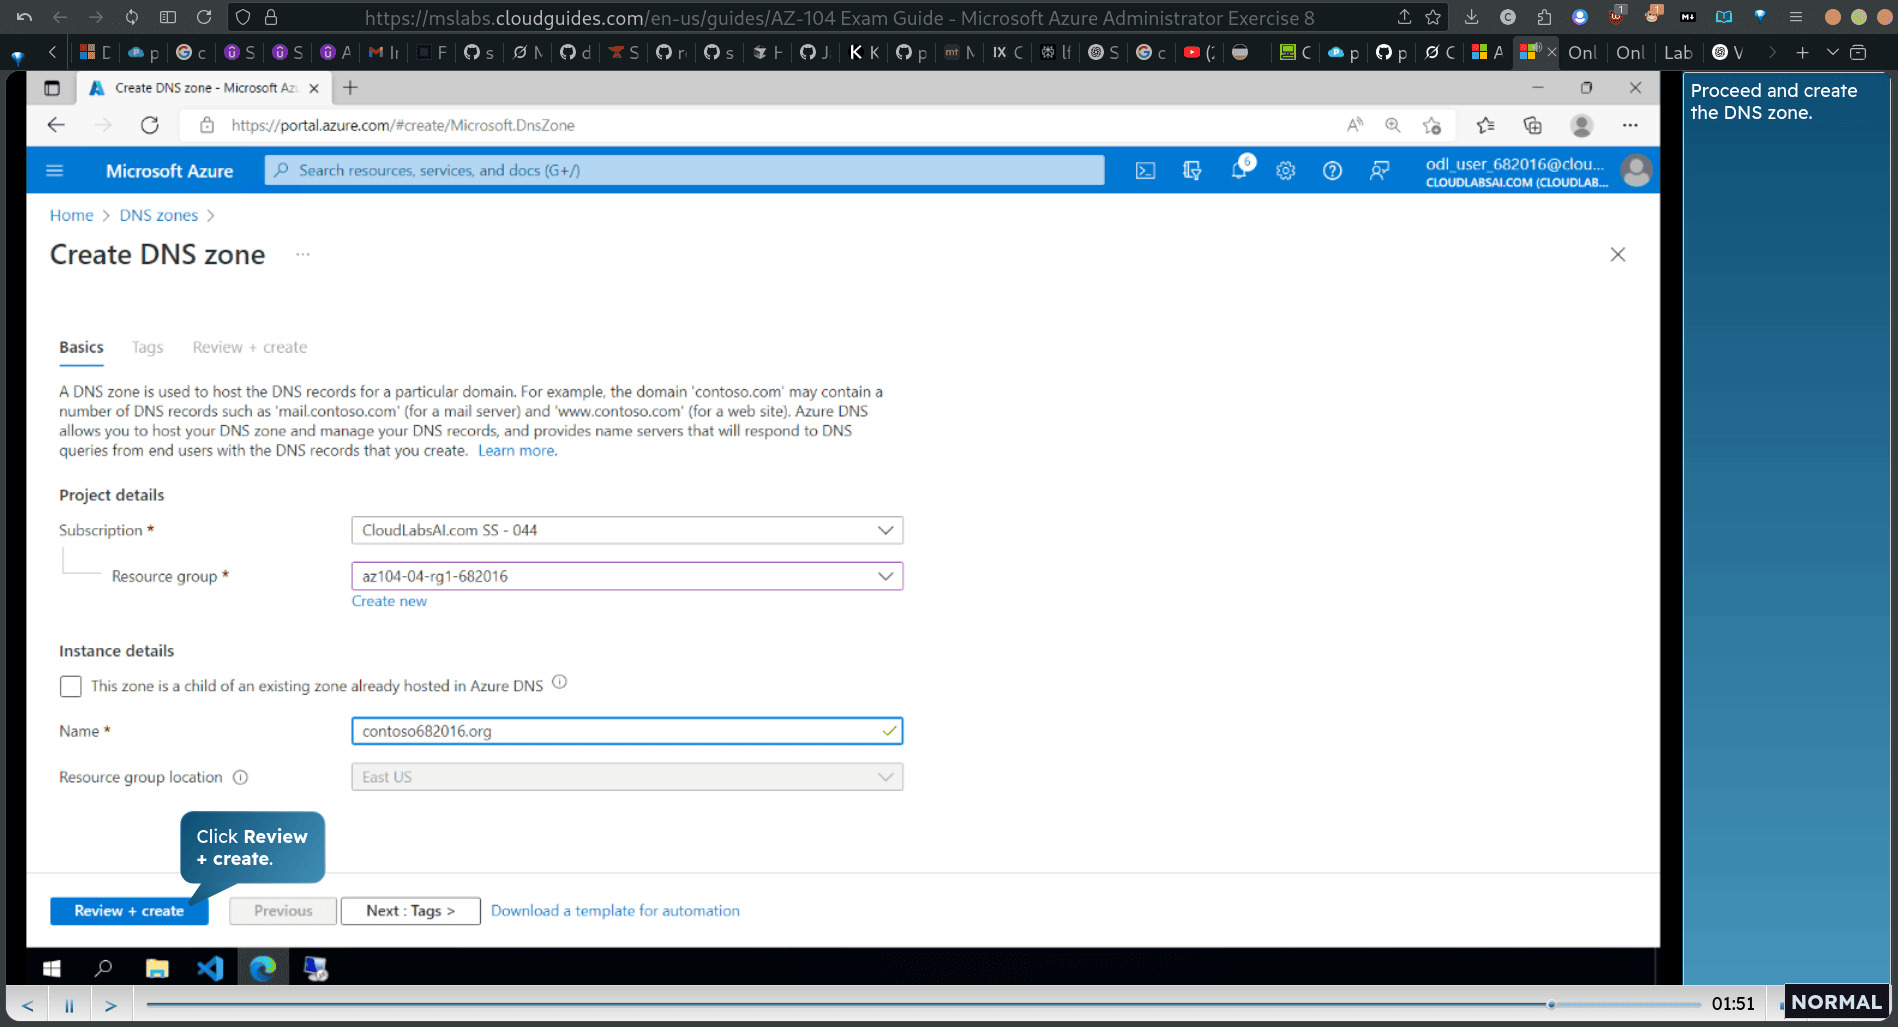 https://mslabs.cloudguides.com/en-us/guides/AZ-104 Exam Guide - Microsoft Azure Administrator Exercise 8
Onl
Onl
Lab
Create DNS zone - Microsoft Az
https://portal.azure.com/#create/Microsoft.DnsZone
Microsoft Azure
Search resources, services, and docs (G+/)
6
odl_user_682016@clou...
CLOUDLABSAI.COM (CLOUDLAB...
Home > DNS zones >
Create DNS zone ...
Basics Tags Review + create
A DNS zone is used to host the DNS records for a particular domain. For example, the domain 'contoso.com' may contain a
number of DNS records such as 'mail.contoso.com' (for a mail server) and 'www.contoso.com' (for a web site). Azure DNS
allows you to host your DNS zone and manage your DNS records, and provides name servers that will respond to DNS
queries from end users with the DNS records that you create. Learn more.
Project details
Subscription * CloudLabsAI.com SS - 044
Resource group * az104-04-rg1-682016
Create new
Instance details
This zone is a child of an existing zone already hosted in Azure DNS
Name * contoso682016.org
Resource group location East US
Click Review
+ create.
Review + create Previous Next : Tags > Download a template for automation
Proceed and create
the DNS zone.
01:51
NORMAL